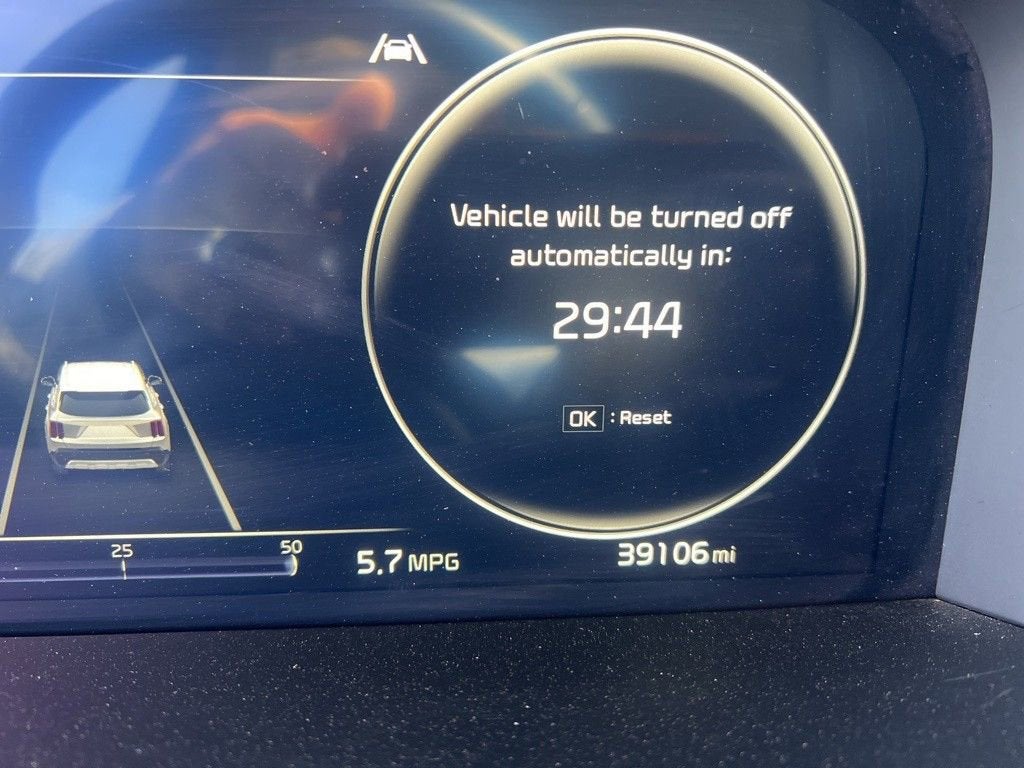 Vehicle will be turned off
automatically in:
29:44
OK : Reset
25
50
5.7 MPG
39106 mi